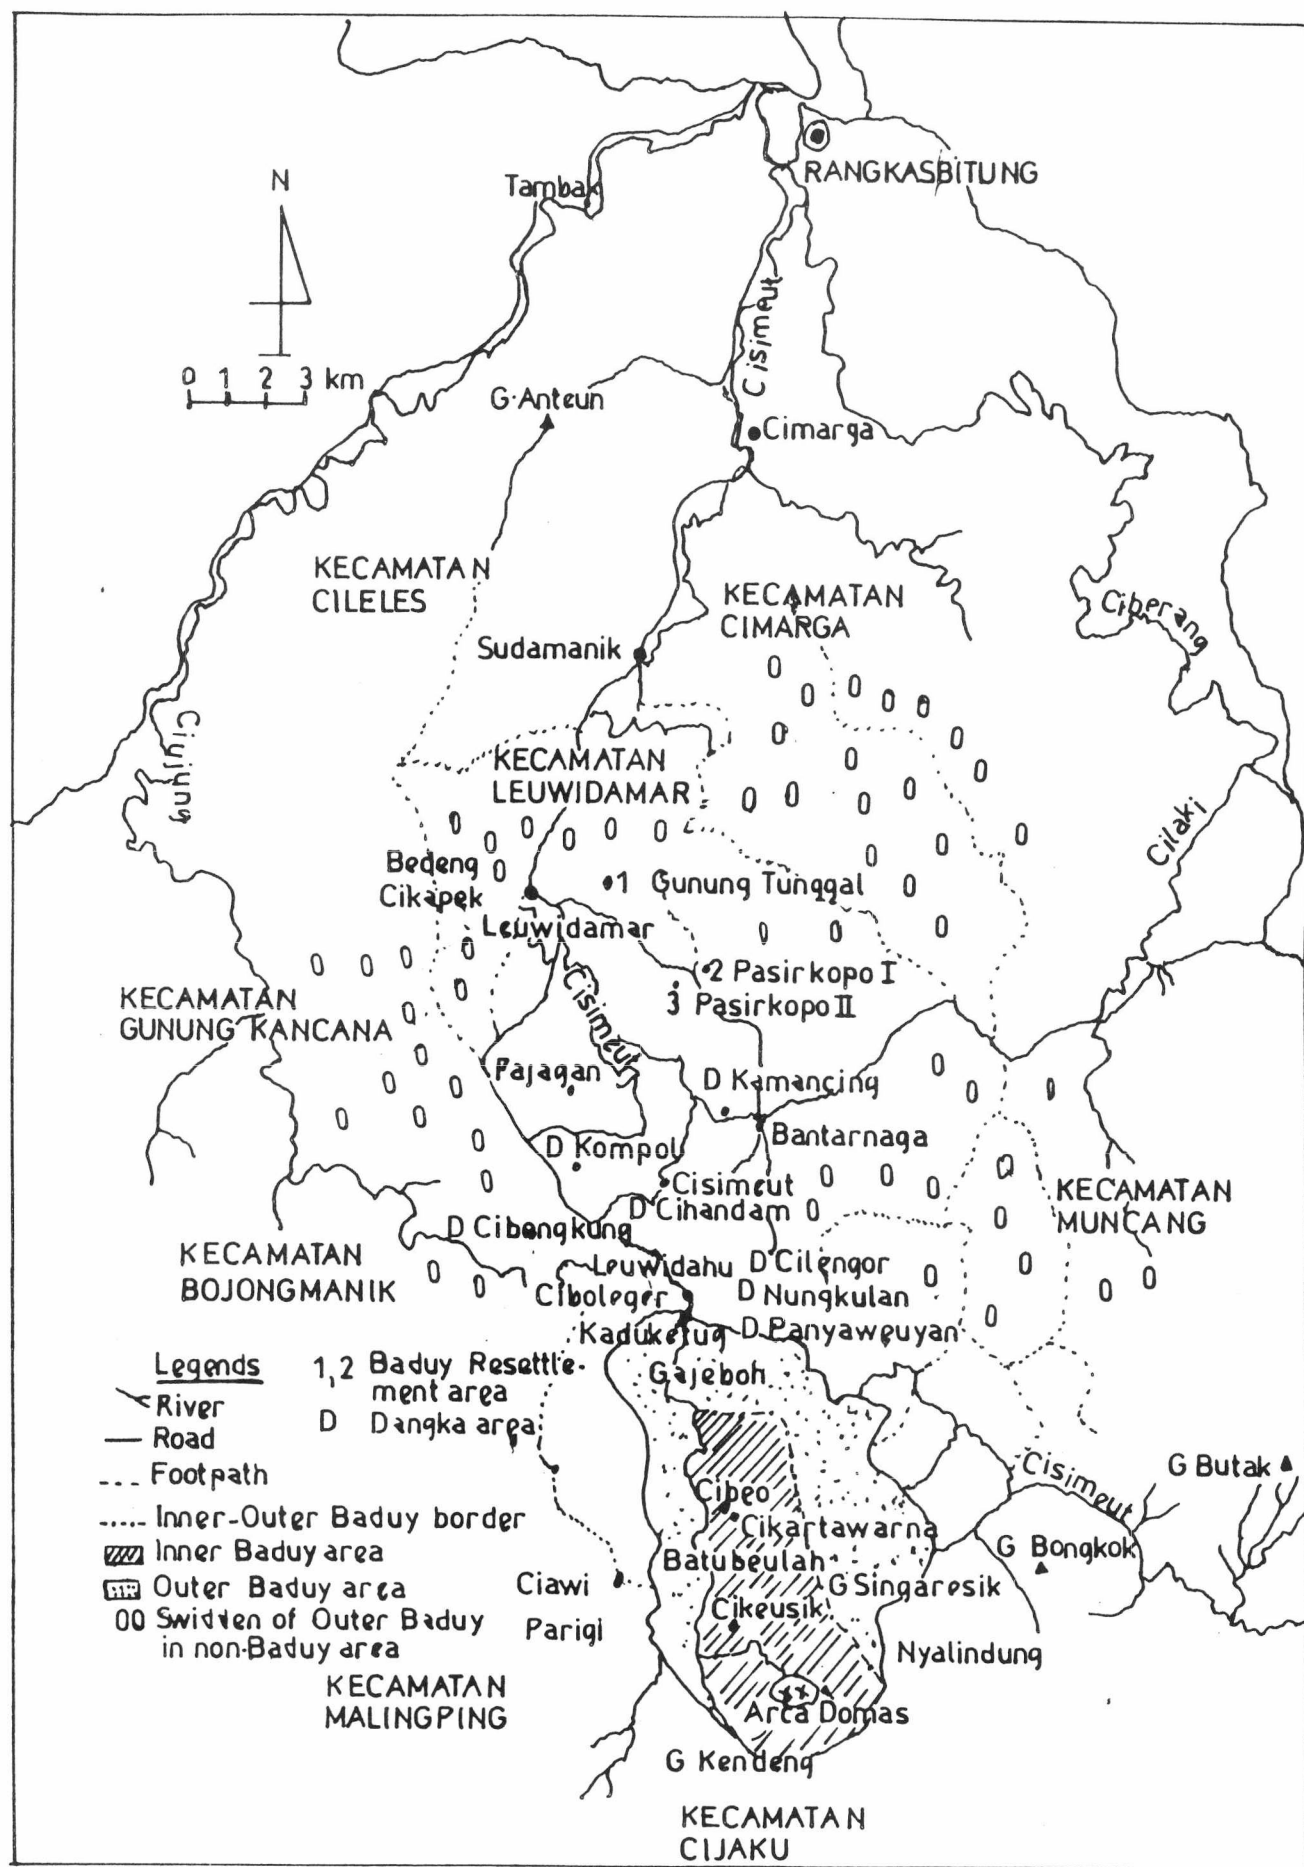 RANGKASBITUNG
Tambak
N
0 1 2 3 km
Cisimeut
G. Anteun
Cimarga
KECAMATAN
CILELES
KECAMATAN
CIMARGA
Ciberang
Sudamanik
Ciujung
KECAMATAN
LEUWIDAMAR
Cilaki
Bedeng
Cikapek
1 Gunung Tunggal
Leuwidamar
2 Pasirkopo I
3 Pasirkopo II
Cisimeut
KECAMATAN
GUNUNG KANCANA
Pajagan
D Kamancing
Bantarnaga
D Kompol
Cisimeut
D Cihandam
KECAMATAN
MUNCANG
D Cibengkung
KECAMATAN
BOJONGMANIK
Leuwidahu
D Cilengor
Ciboleger
D Nungkulan
Kaduketug
D Panyaweuyan
Gajeboh
Legends
River
Road
Footpath
Inner-Outer Baduy border
Inner Baduy area
Outer Baduy area
Swidden of Outer Baduy
in non-Baduy area
1,2 Baduy Resettle-
ment area
D Dangka area
Cisimeut
G Butak
Cibeo
Cikartawarna
G Bongkok
Batubeulah
Ciawi
G Singaresik
Parigi
Cikeusik
Nyalindung
KECAMATAN
MALINGPING
Arca Domas
G Kendeng
KECAMATAN
CIJAKU